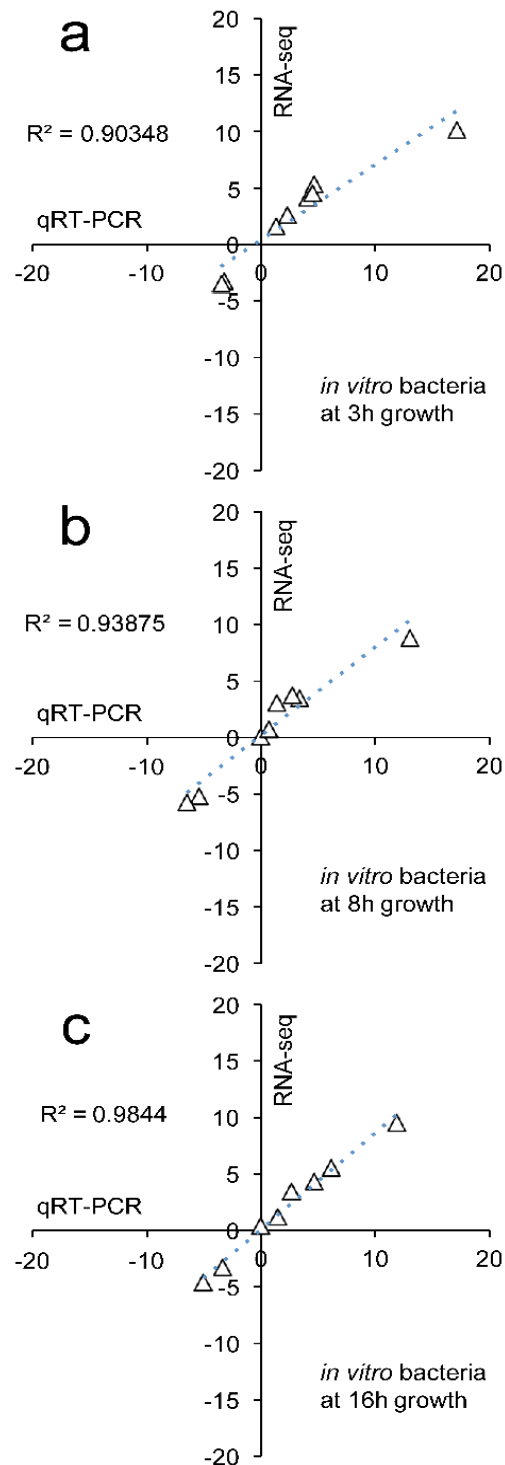 a
20
RNA-seq
15
R² = 0.90348
10
5
qRT-PCR
0
-20
-10
0
10
20
-5
-10
in vitro bacteria
at 3h growth
-15
-20
b
20
RNA-seq
15
R² = 0.93875
10
5
qRT-PCR
0
-20
-10
0
10
20
-5
-10
in vitro bacteria
at 8h growth
-15
-20
c
20
RNA-seq
15
R² = 0.9844
10
5
qRT-PCR
0
-20
-10
0
10
20
-5
-10
in vitro bacteria
at 16h growth
-15
-20